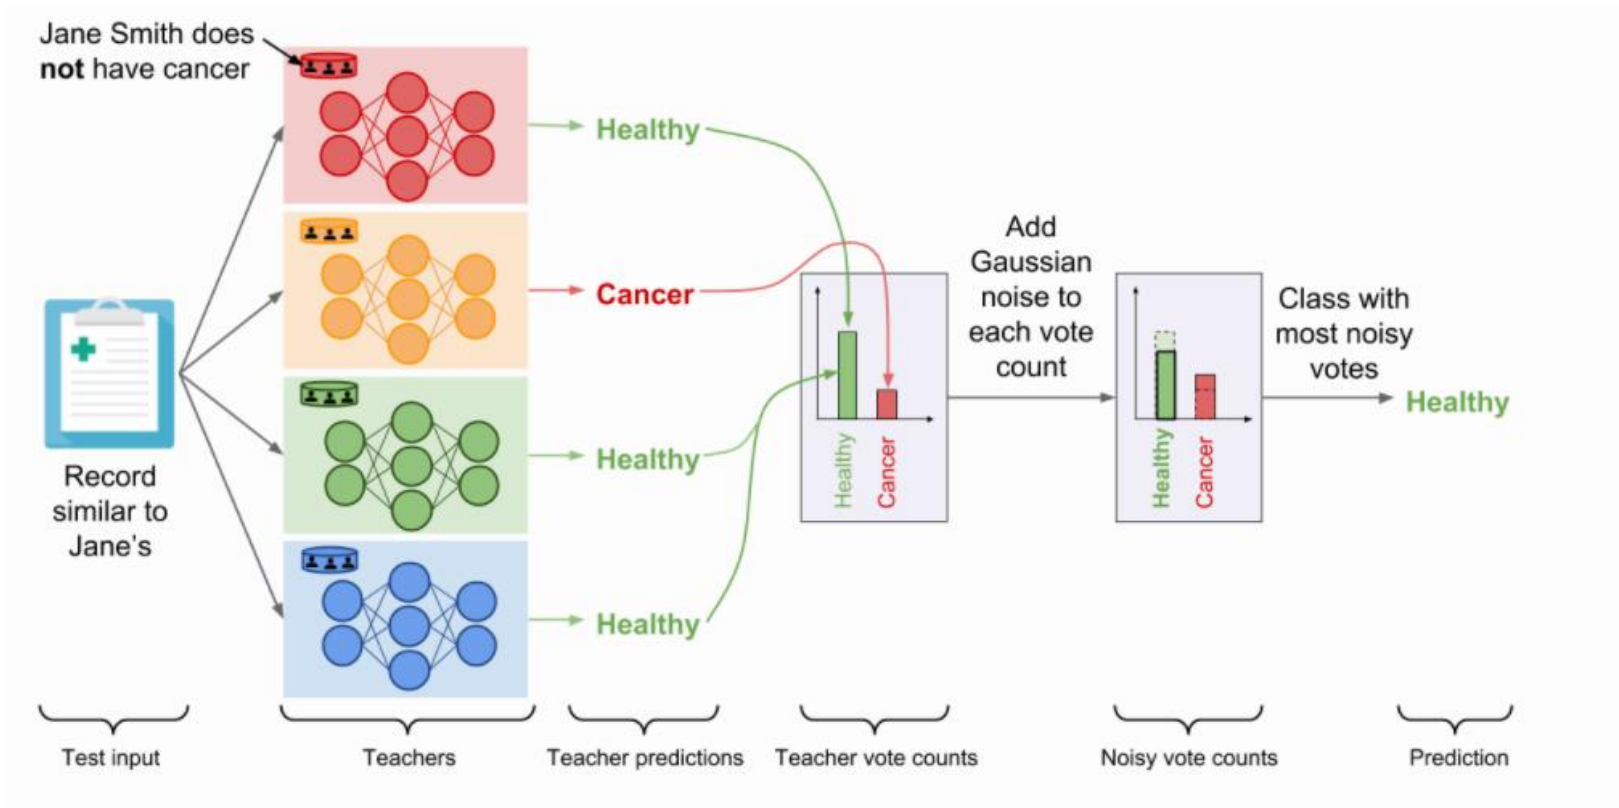 Jane Smith does
not have cancer
Record
similar to
Jane's
Healthy
Cancer
Healthy
Healthy
Healthy
Cancer
Add
Gaussian
noise to
each vote
count
Healthy
Cancer
Class with
most noisy
votes
Healthy
Test input
Teachers
Teacher predictions
Teacher vote counts
Noisy vote counts
Prediction